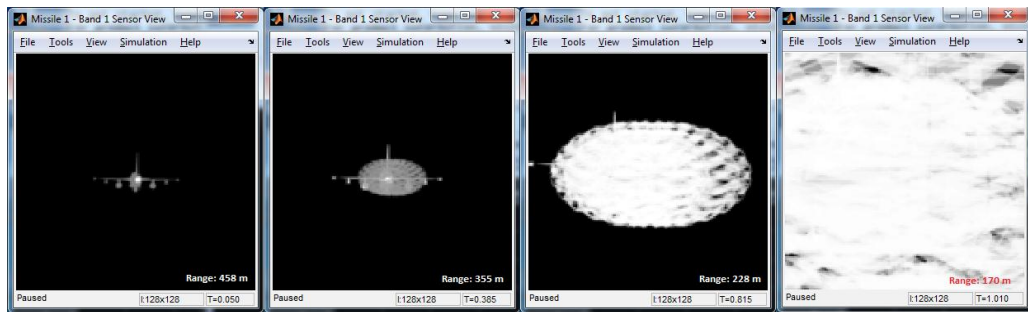 Missile 1 - Band 1 Sensor View
File Tools View Simulation Help
Range: 458 m
Paused I:128x128 T=0.050
Missile 1 - Band 1 Sensor View
File Tools View Simulation Help
Range: 355 m
Paused I:128x128 T=0.385
Missile 1 - Band 1 Sensor View
File Tools View Simulation Help
Range: 228 m
Paused I:128x128 T=0.815
Missile 1 - Band 1 Sensor View
File Tools View Simulation Help
Range: 170 m
Paused I:128x128 T=1.010